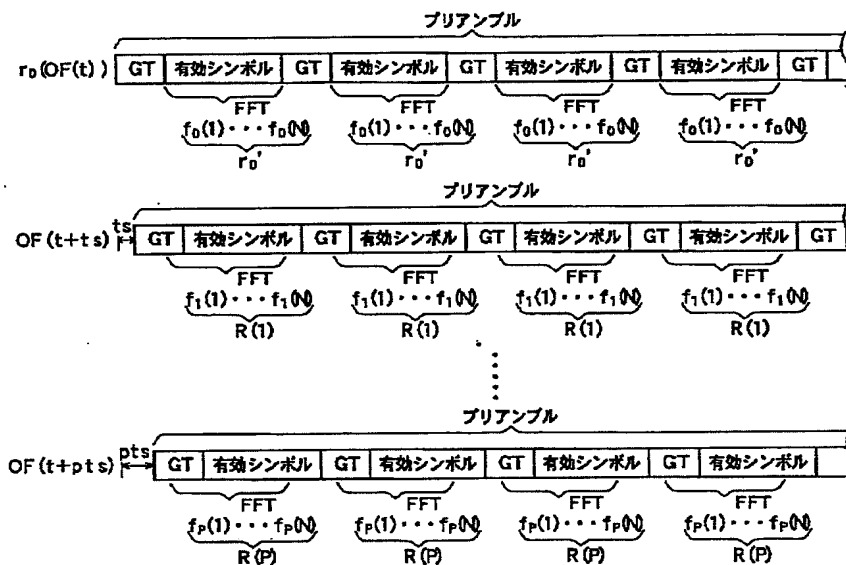 プリアンブル
r₀(OF(t)) GT 有効シンボル GT 有効シンボル GT 有効シンボル GT 有効シンボル GT
FFT FFT FFT FFT
f₀(1)···f₀(N) f₀(1)···f₀(N) f₀(1)···f₀(N) f₀(1)···f₀(N)
r₀' r₀' r₀' r₀'
プリアンブル
OF(t+ts) ts GT 有効シンボル GT 有効シンボル GT 有効シンボル GT 有効シンボル GT
FFT FFT FFT FFT
f₁(1)···f₁(N) f₁(1)···f₁(N) f₁(1)···f₁(N) f₁(1)···f₁(N)
R(1) R(1) R(1) R(1)
プリアンブル
OF(t+pts) pts GT 有効シンボル GT 有効シンボル GT 有効シンボル GT 有効シンボル
FFT FFT FFT FFT
fₚ(1)···fₚ(N) fₚ(1)···fₚ(N) fₚ(1)···fₚ(N) fₚ(1)···fₚ(N)
R(P) R(P) R(P) R(P)